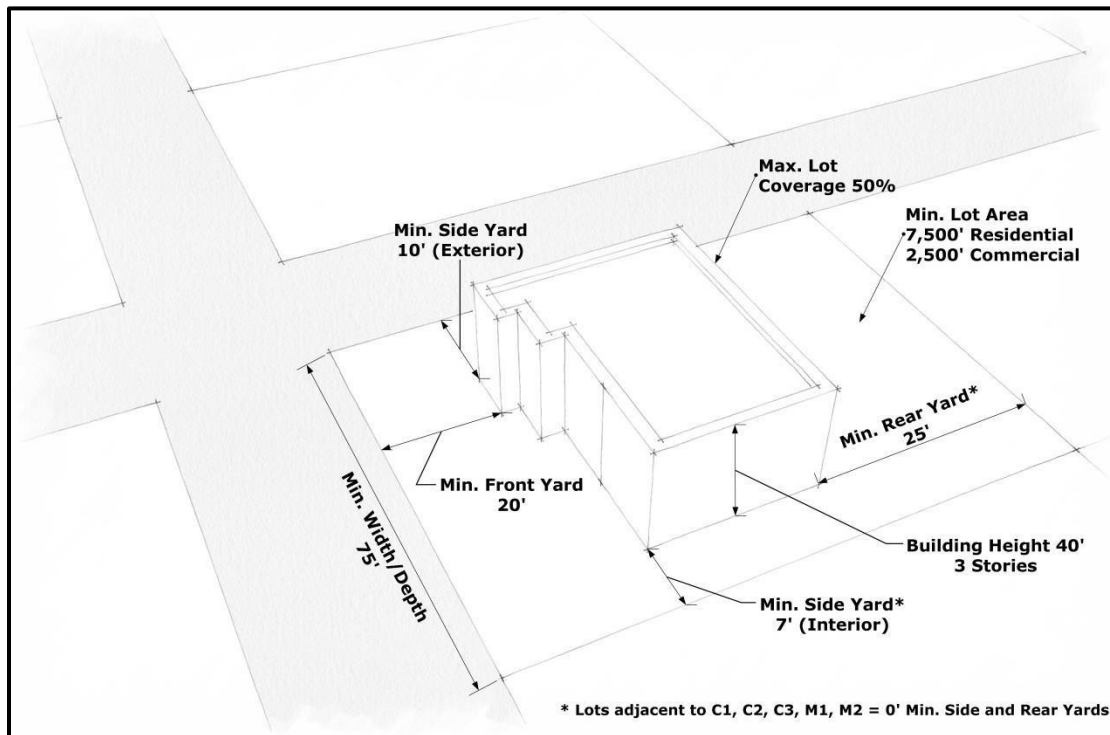 Max. Lot
Coverage 50%
Min. Lot Area
7,500' Residential
2,500' Commercial
Min. Side Yard
10' (Exterior)
Min. Rear Yard*
25'
Min. Front Yard
20'
Min. Width/Depth
75'
Building Height 40'
3 Stories
Min. Side Yard*
7' (Interior)
* Lots adjacent to C1, C2, C3, M1, M2 = 0' Min. Side and Rear Yards